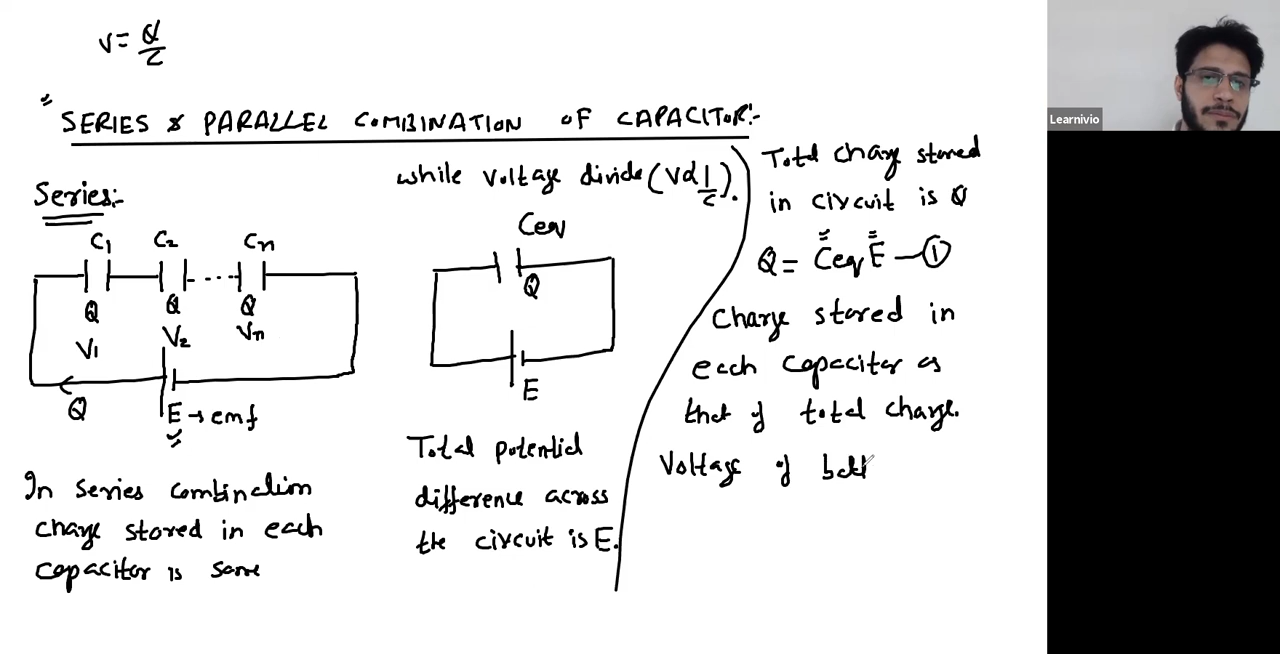 V = Q/C
SERIES & PARALLEL COMBINATION OF CAPACITOR:-
Series:-
C1 C2 Cn
Q Q Q
V1 V2 Vn
Q
E → emf
In series combination
charge stored in each
capacitor is same
while voltage divide (V α 1/C).
Ceqv
Q
E
Total potential
difference across
the circuit is E.
Total charge stored
in circuit is Q
Q = Ceqv E — ①
Charge stored in
each capacitor as
that of total charge.
Voltage of batt
Learnivio